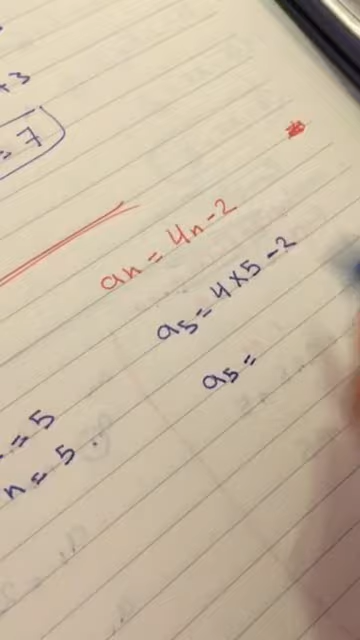 +3
= 7
an = 4n - 2
a5 = 4 × 5 - 2
a5 =
= 5
n = 5 .